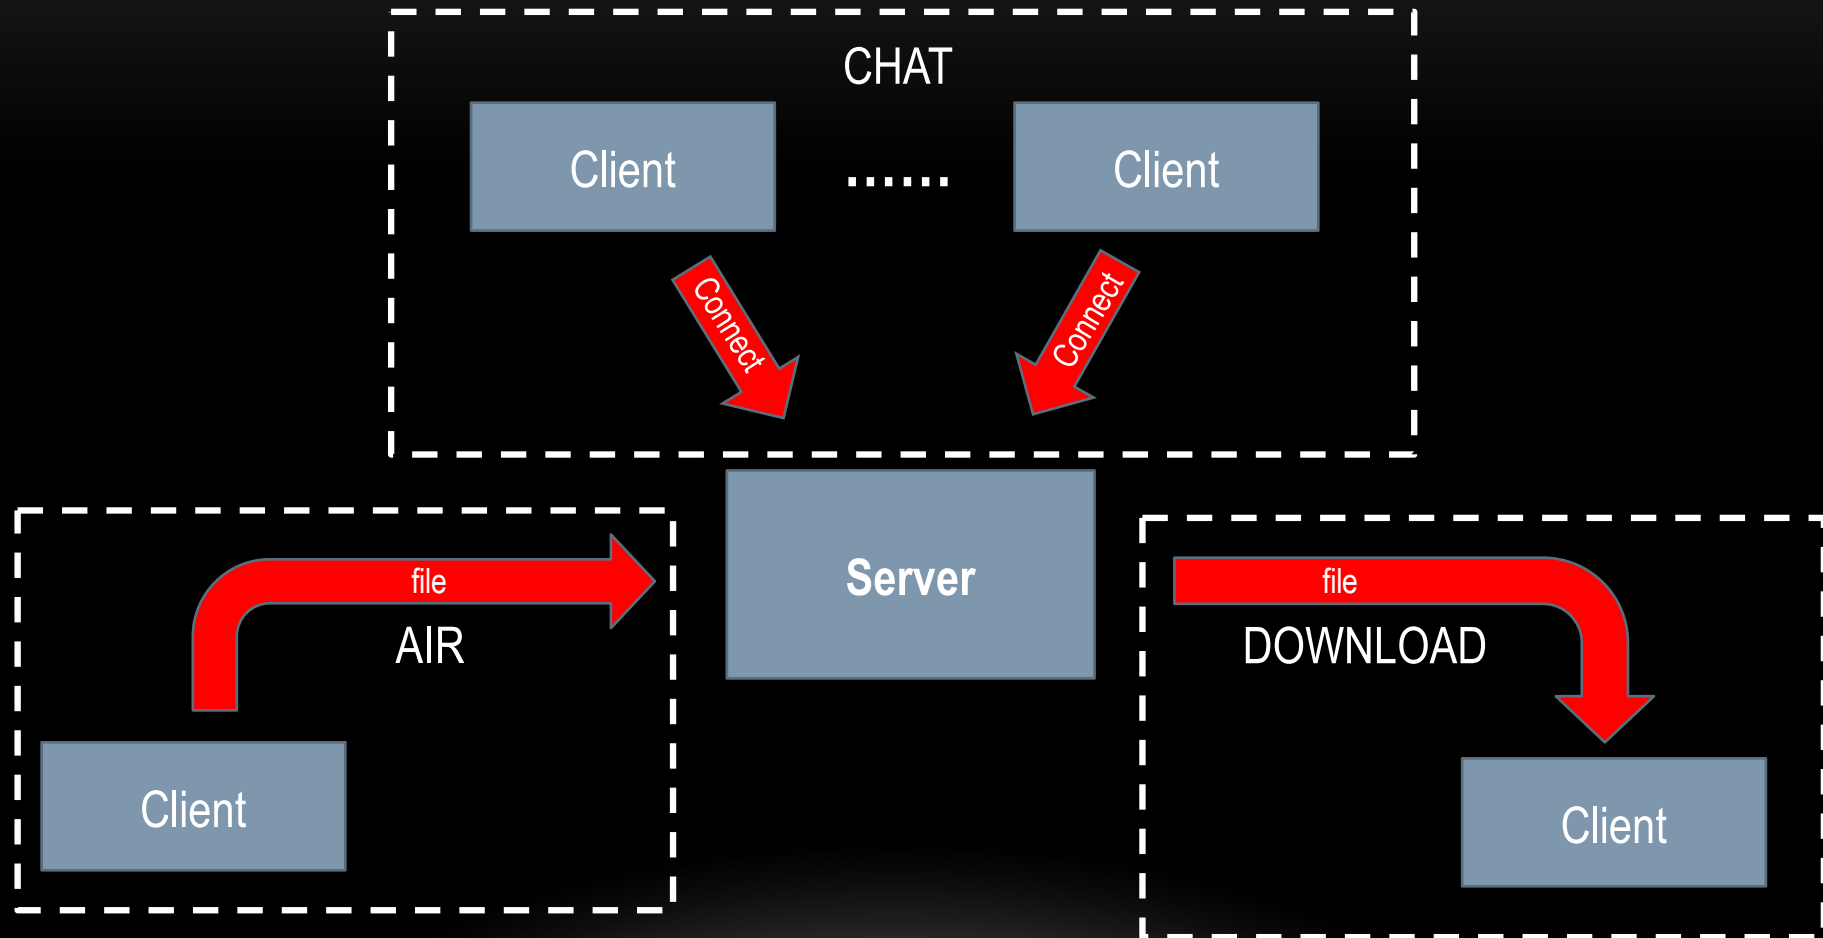 CHAT
Client
......
Client
Connect
Connect
Server
file
AIR
Client
file
DOWNLOAD
Client